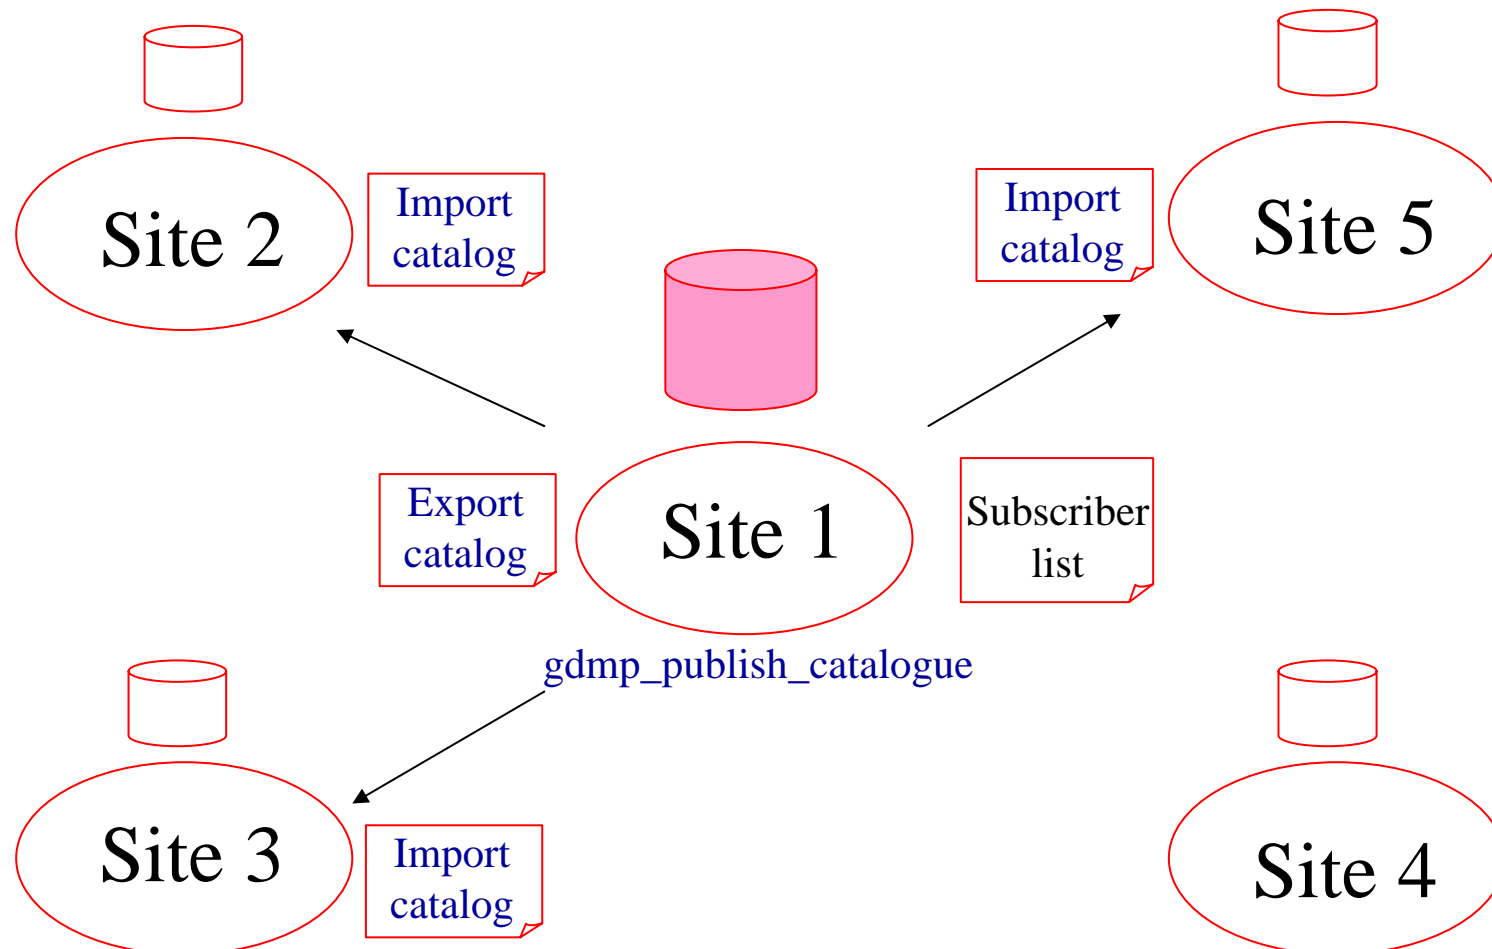 Site 2
Import
catalog
Import
catalog
Site 5
Export
catalog
Site 1
Subscriber
list
gdmp_publish_catalogue
Site 3
Import
catalog
Site 4